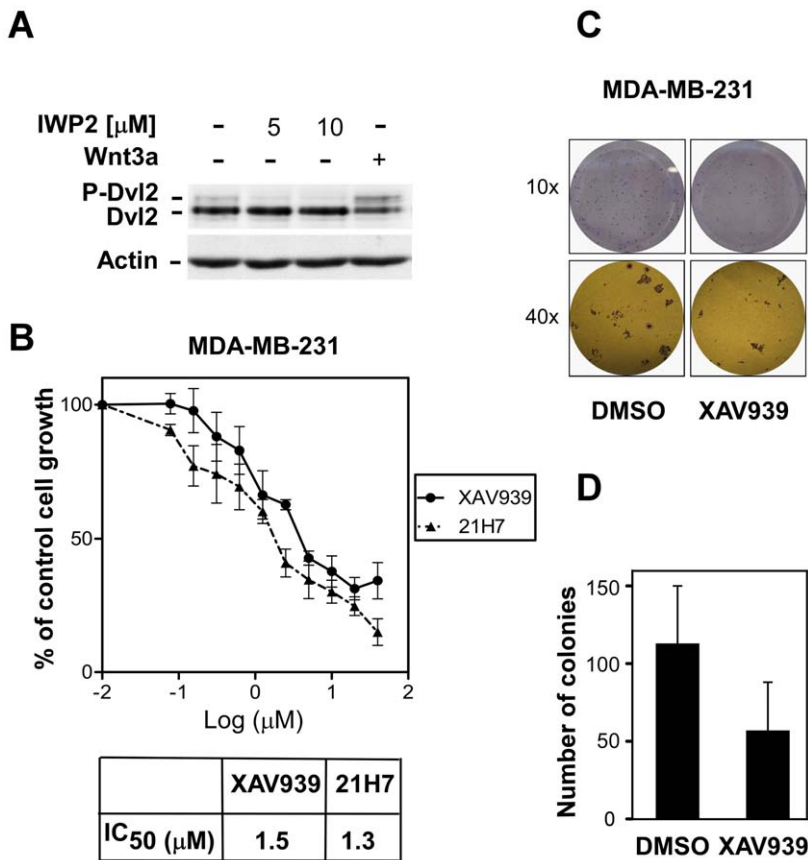 A
IWP2 [μM] - 5 10 -
Wnt3a - - - +
P-Dvl2 -
Dvl2 -
Actin -
B
MDA-MB-231
% of control cell growth
100
50
0
-2 -1 0 1 2
Log (μM)
XAV939
21H7
XAV939 21H7
IC50 (μM) 1.5 1.3
C
MDA-MB-231
10x
40x
DMSO XAV939
D
Number of colonies
150
100
50
0
DMSO XAV939